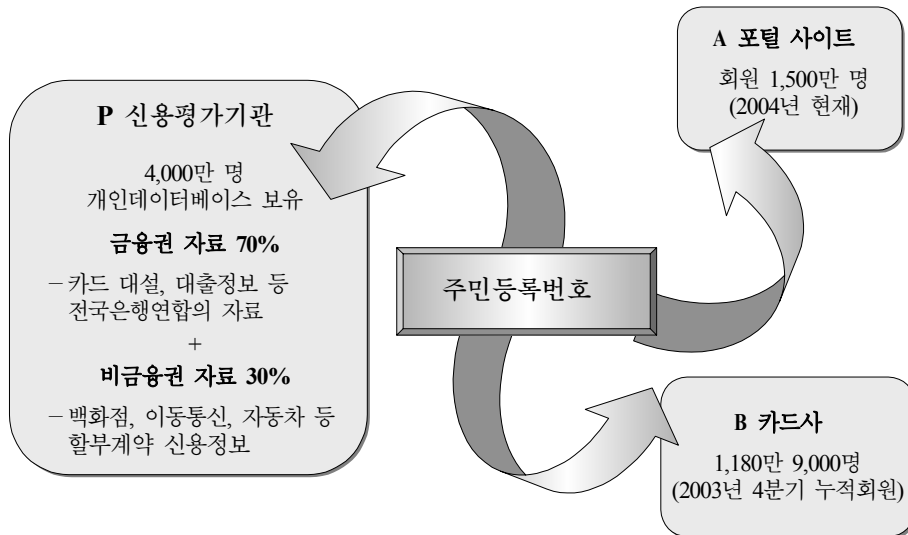 P 신용평가기관
4,000만 명
개인데이터베이스 보유
금융권 자료 70%
– 카드 대설, 대출정보 등
전국은행연합의 자료
+
비금융권 자료 30%
– 백화점, 이동통신, 자동차 등
할부계약 신용정보
주민등록번호
A 포털 사이트
회원 1,500만 명
(2004년 현재)
B 카드사
1,180만 9,000명
(2003년 4분기 누적회원)